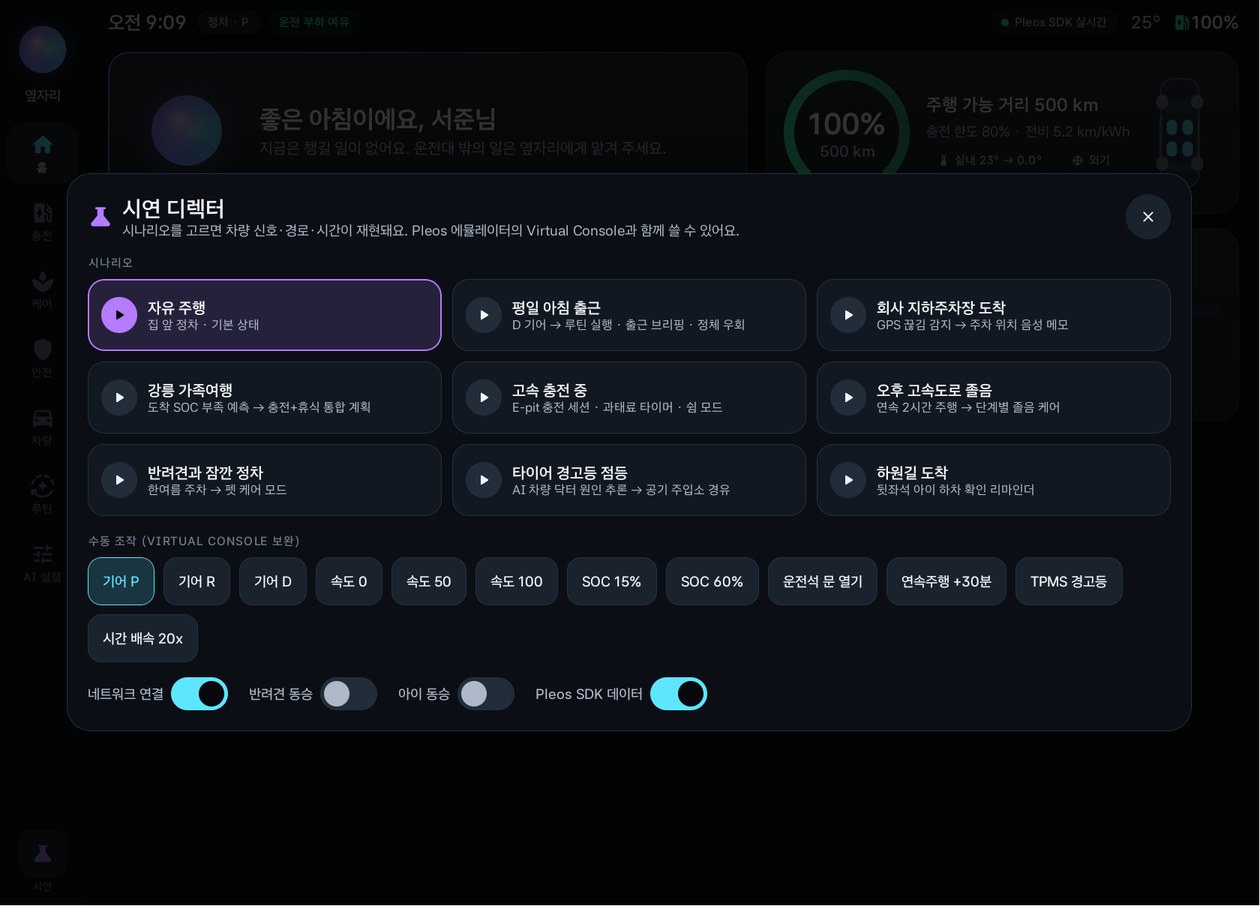 오전 9:09
정차 · P
운전 부하 여유
Pleos SDK 실시간
25°
100%
옆자리
홈
충전
케어
안전
차량
루틴
AI 설정
시연
좋은 아침이에요, 서준님
지금은 챙길 일이 없어요. 운전대 밖의 일은 옆자리에게 맡겨 주세요.
100%
500 km
주행 가능 거리 500 km
충전 한도 80% · 전비 5.2 km/kWh
실내 23° → 0.0°
외기
시연 디렉터
시나리오를 고르면 차량 신호·경로·시간이 재현돼요. Pleos 에뮬레이터의 Virtual Console과 함께 쓸 수 있어요.
시나리오
자유 주행
집 앞 정차 · 기본 상태
평일 아침 출근
D 기어 → 루틴 실행 · 출근 브리핑 · 정체 우회
회사 지하주차장 도착
GPS 끊김 감지 → 주차 위치 음성 메모
강릉 가족여행
도착 SOC 부족 예측 → 충전+휴식 통합 계획
고속 충전 중
E-pit 충전 세션 · 과태료 타이머 · 쉼 모드
오후 고속도로 졸음
연속 2시간 주행 → 단계별 졸음 케어
반려견과 잠깐 정차
한여름 주차 → 펫 케어 모드
타이어 경고등 점등
AI 차량 닥터 원인 추론 → 공기 주입소 경유
하원길 도착
뒷좌석 아이 하차 확인 리마인더
수동 조작 (VIRTUAL CONSOLE 보완)
기어 P
기어 R
기어 D
속도 0
속도 50
속도 100
SOC 15%
SOC 60%
운전석 문 열기
연속주행 +30분
TPMS 경고등
시간 배속 20x
네트워크 연결
반려견 동승
아이 동승
Pleos SDK 데이터